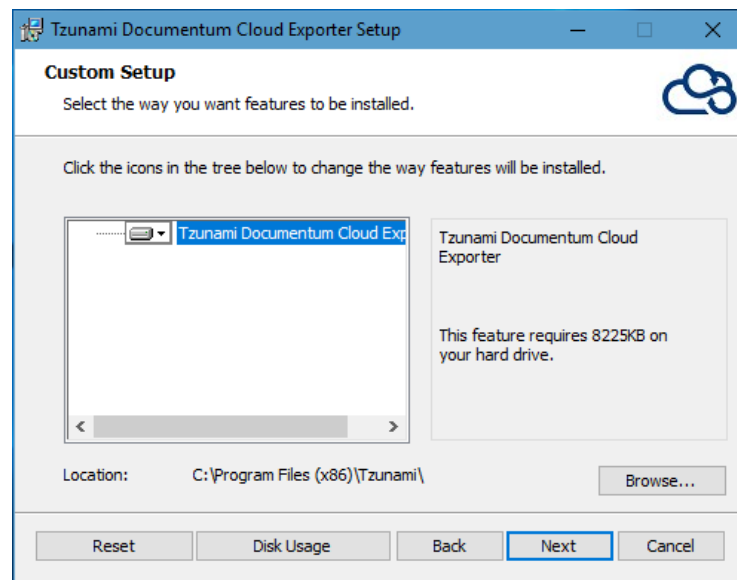 Tzunami Documentum Cloud Exporter Setup
Custom Setup
Select the way you want features to be installed.
Click the icons in the tree below to change the way features will be installed.
Tzunami Documentum Cloud Exp
Tzunami Documentum Cloud
Exporter
This feature requires 8225KB on
your hard drive.
Location: C:\Program Files (x86)\Tzunami\
Browse...
Reset Disk Usage Back Next Cancel